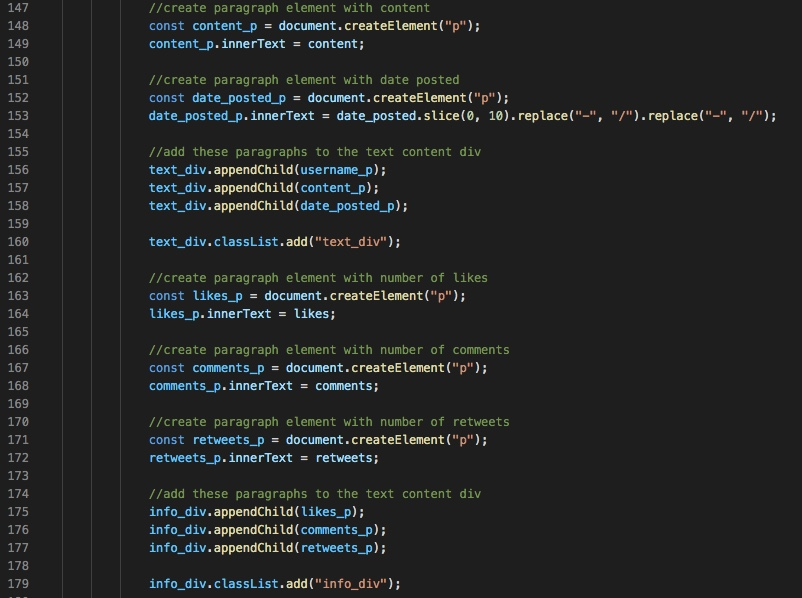 147 //create paragraph element with content
148 const content_p = document.createElement("p");
149 content_p.innerText = content;
150
151 //create paragraph element with date posted
152 const date_posted_p = document.createElement("p");
153 date_posted_p.innerText = date_posted.slice(0, 10).replace("-", "/").replace("-", "/");
154
155 //add these paragraphs to the text content div
156 text_div.appendChild(username_p);
157 text_div.appendChild(content_p);
158 text_div.appendChild(date_posted_p);
159
160 text_div.classList.add("text_div");
161
162 //create paragraph element with number of likes
163 const likes_p = document.createElement("p");
164 likes_p.innerText = likes;
165
166 //create paragraph element with number of comments
167 const comments_p = document.createElement("p");
168 comments_p.innerText = comments;
169
170 //create paragraph element with number of retweets
171 const retweets_p = document.createElement("p");
172 retweets_p.innerText = retweets;
173
174 //add these paragraphs to the text content div
175 info_div.appendChild(likes_p);
176 info_div.appendChild(comments_p);
177 info_div.appendChild(retweets_p);
178
179 info_div.classList.add("info_div");